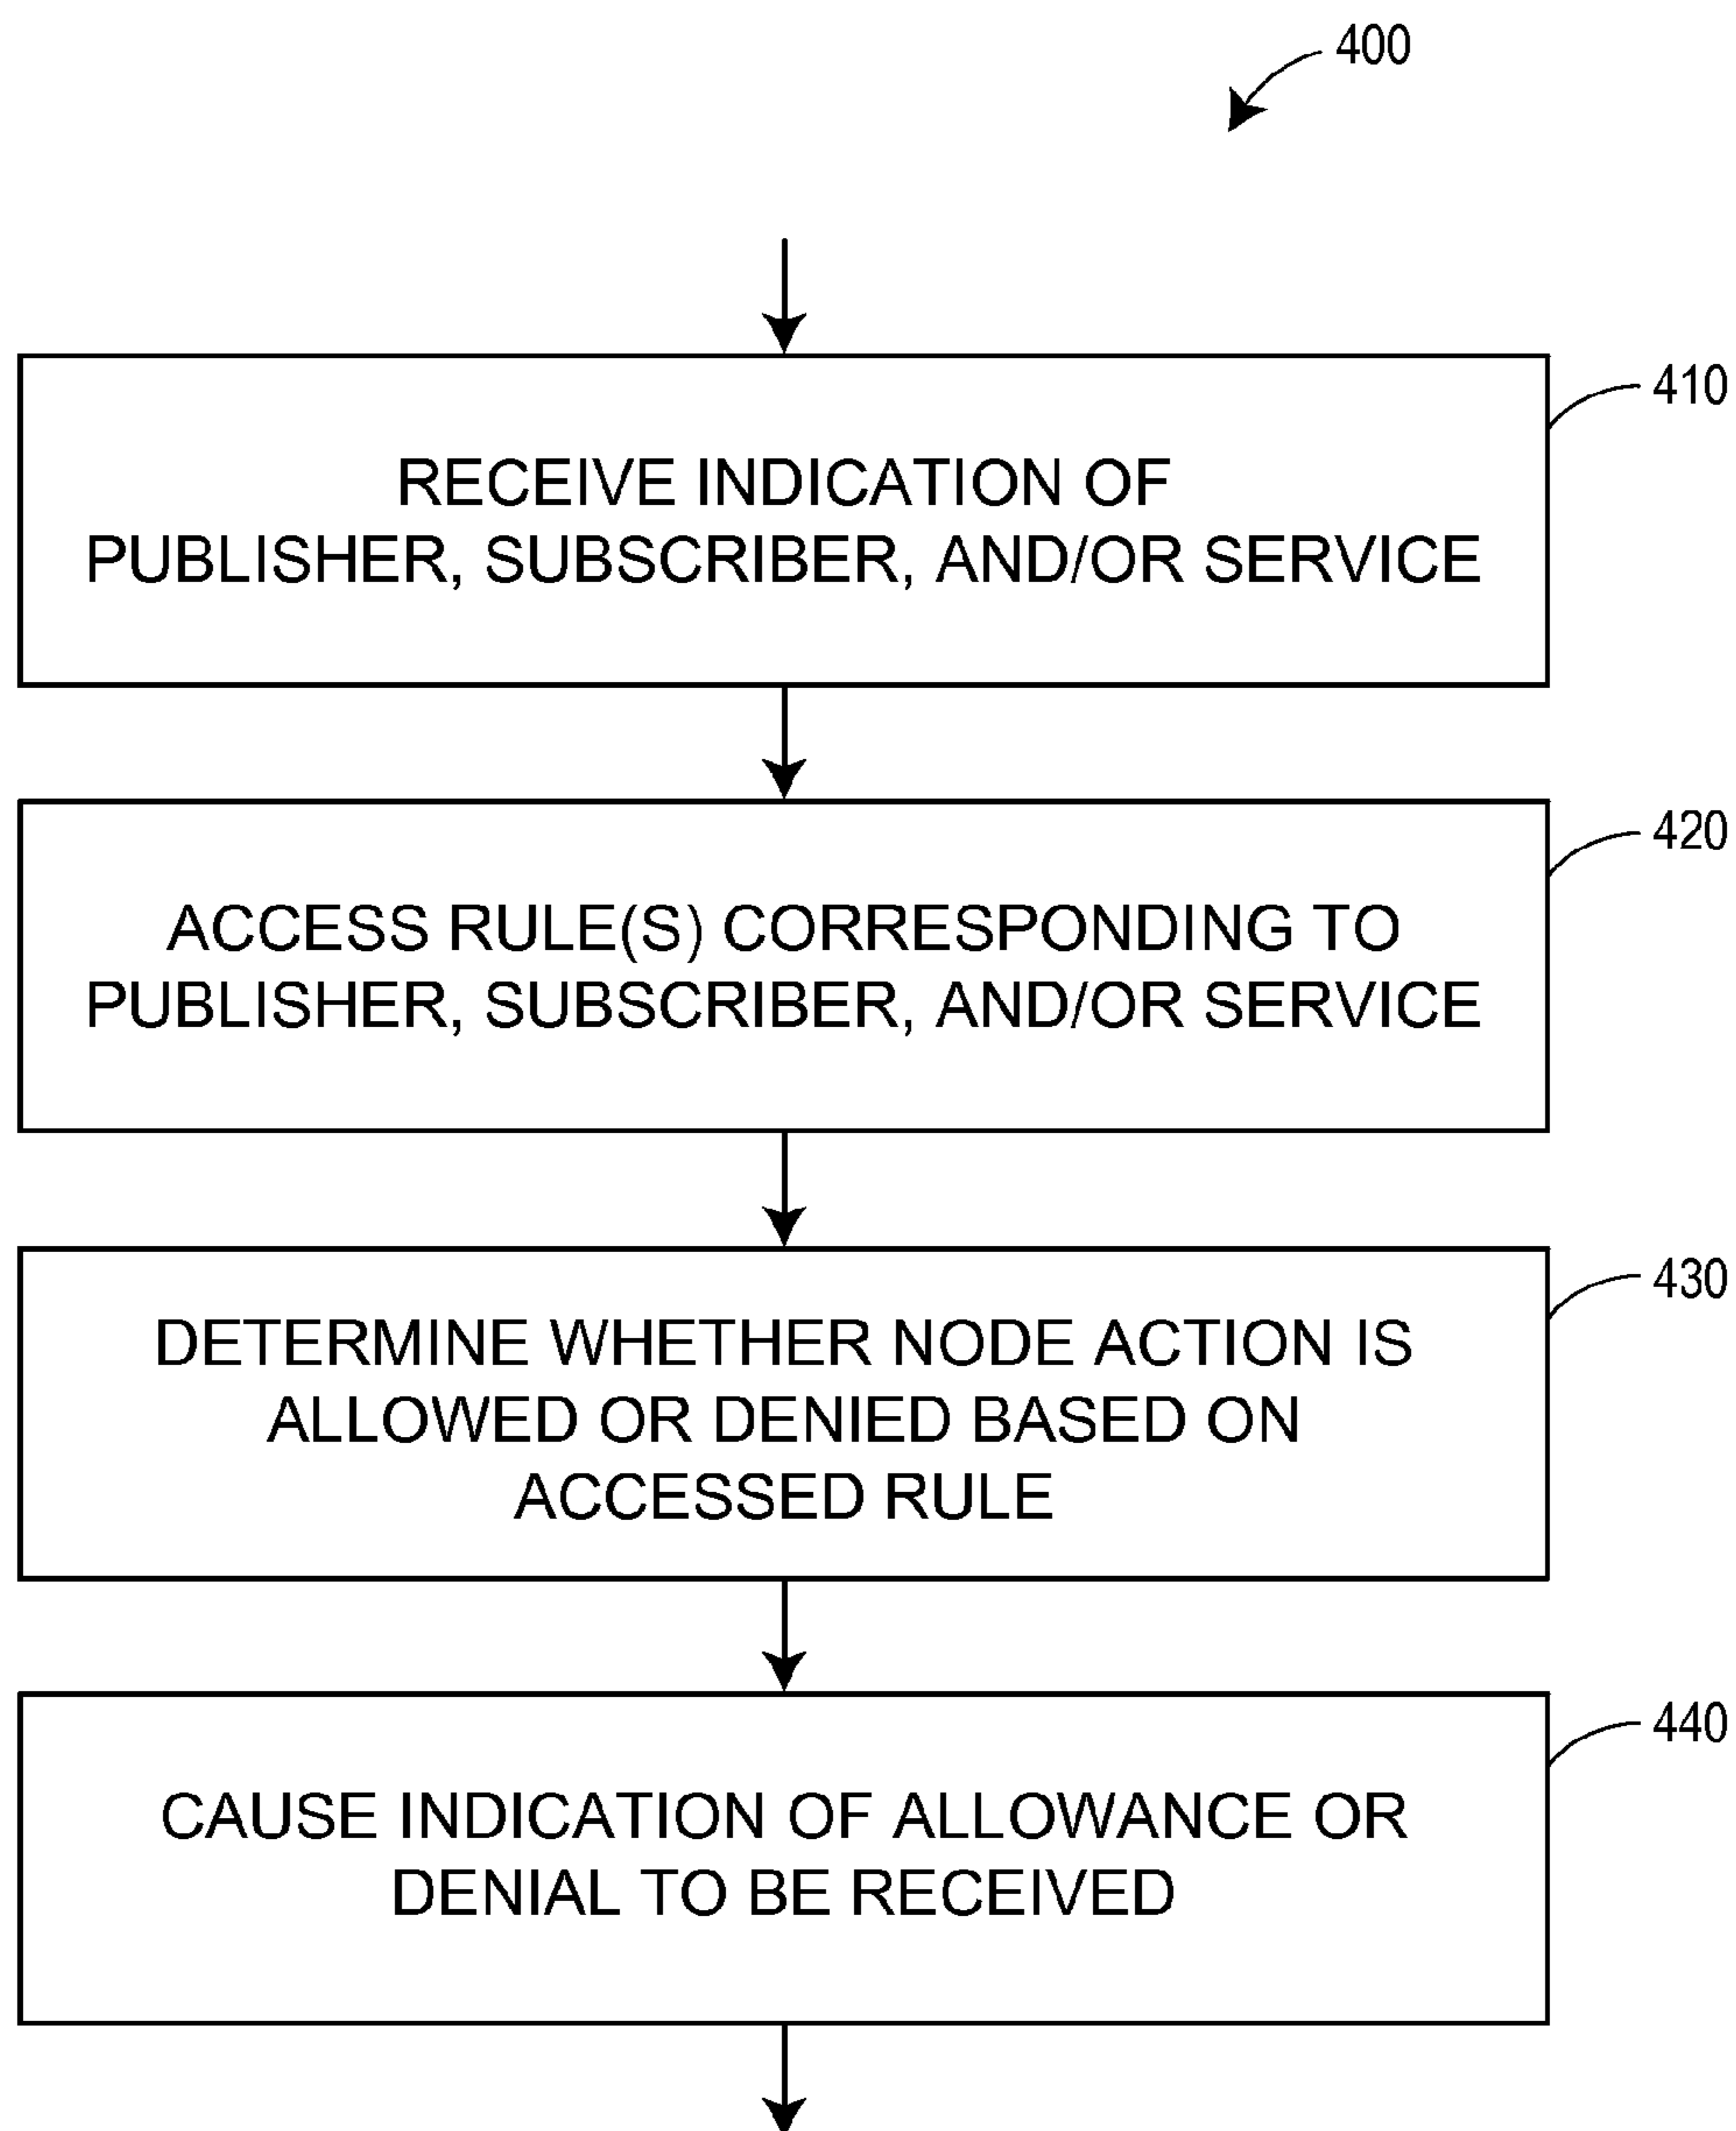 400
410
RECEIVE INDICATION OF
PUBLISHER, SUBSCRIBER, AND/OR SERVICE
420
ACCESS RULE(S) CORRESPONDING TO
PUBLISHER, SUBSCRIBER, AND/OR SERVICE
430
DETERMINE WHETHER NODE ACTION IS
ALLOWED OR DENIED BASED ON
ACCESSED RULE
440
CAUSE INDICATION OF ALLOWANCE OR
DENIAL TO BE RECEIVED